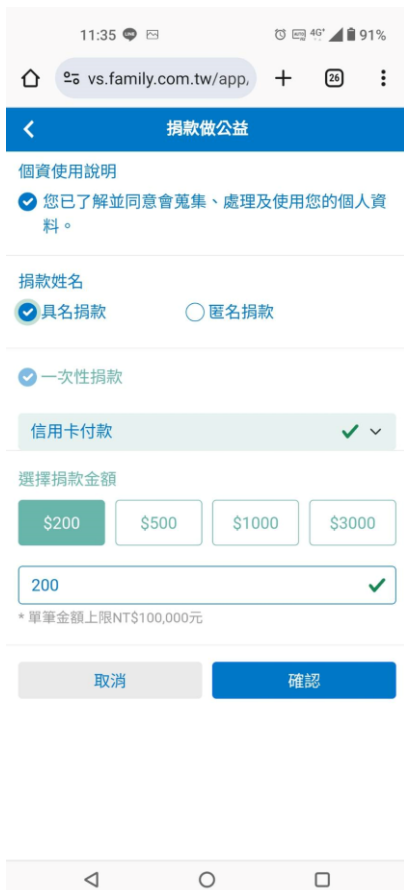 11:35 4G+ 91%
vs.family.com.tw/app, 26
捐款做公益
個資使用說明
您已了解並同意會蒐集、處理及使用您的個人資
料。
捐款姓名
具名捐款 匿名捐款
一次性捐款
信用卡付款
選擇捐款金額
$200 $500 $1000 $3000
200
* 單筆金額上限NT$100,000元
取消 確認